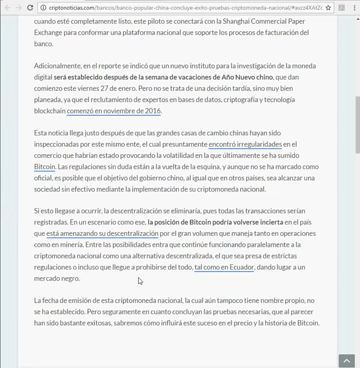 criptonoticias.com/bancos/banco-popular-china-concluye-exito-pruebas-criptomoneda-nacional/#
cuando esté completamente listo, este piloto se conectará con la Shanghai Commercial Paper
Exchange para conformar una plataforma nacional que soporte los procesos de facturación del
banco.
Adicionalmente, en el reporte se indicó que un nuevo instituto para la investigación de la moneda
digital será establecido después de la semana de vacaciones de Año Nuevo chino, que dan
comienzo este viernes 27 de enero. Pero no se trata de una decisión tardía, sino muy bien
planeada, ya que el reclutamiento de expertos en bases de datos, criptografía y tecnología
blockchain comenzó en noviembre de 2016.
Esta noticia llega justo después de que las grandes casas de cambio chinas hayan sido
inspeccionadas por este mismo ente, el cual presuntamente encontró irregularidades en el
comercio que habrían estado provocando la volatilidad en la que últimamente se ha sumido
Bitcoin. Las regulaciones sin duda están a la vuelta de la esquina, y aunque no se ha marcado como
oficial, es posible que el objetivo del gobierno chino, al igual que en otros países, sea alcanzar una
sociedad sin efectivo mediante la implementación de su criptomoneda nacional.
Si esto llegase a ocurrir, la descentralización se eliminaría, pues todas las transacciones serían
registradas. En un escenario como ese, la posición de Bitcoin podría volverse incierta en el país
que está amenazando su descentralización por el gran volumen que maneja tanto en operaciones
como en minería. Entre las posibilidades entra que continúe funcionando paralelamente a la
criptomoneda nacional como una alternativa descentralizada, el que sea presa de estrictas
regulaciones o incluso que llegue a prohibirse del todo, tal como en Ecuador, dando lugar a un
mercado negro.
La fecha de emisión de esta criptomoneda nacional, la cual aún tampoco tiene nombre propio, no
se ha establecido. Pero seguramente en cuanto concluyan las pruebas necesarias, que al parecer
han sido bastante exitosas, sabremos cómo influirá este suceso en el precio y la historia de Bitcoin.